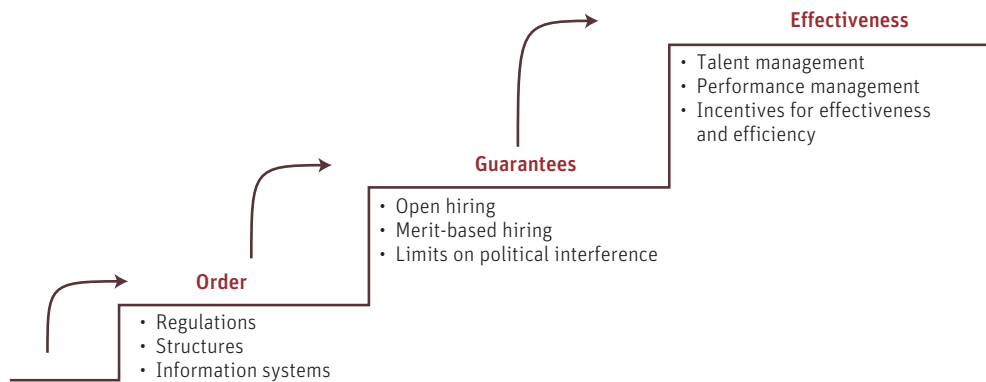 Effectiveness
• Talent management
• Performance management
• Incentives for effectiveness
and efficiency
Guarantees
• Open hiring
• Merit-based hiring
• Limits on political interference
Order
• Regulations
• Structures
• Information systems